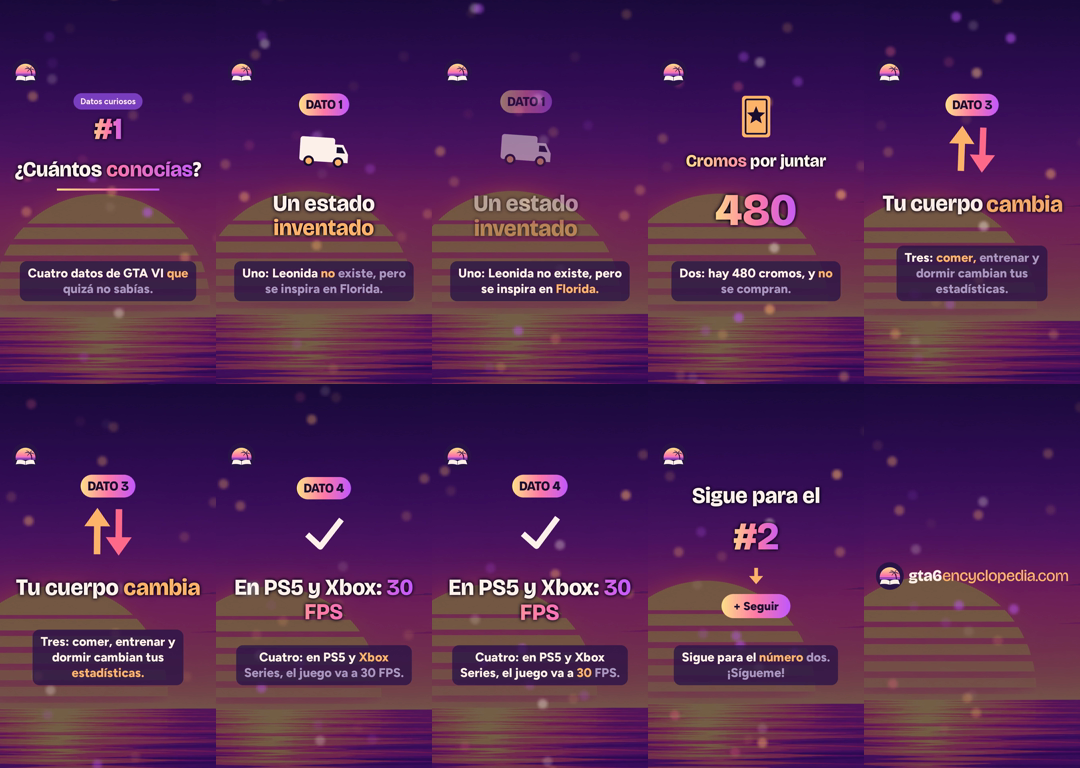 Datos curiosos
#1
¿Cuántos conocías?
Cuatro datos de GTA VI que
quizá no sabías.
DATO 1
Un estado
inventado
Uno: Leonida no existe, pero
se inspira en Florida.
DATO 1
Un estado
inventado
Uno: Leonida no existe, pero
se inspira en Florida.
Cromos por juntar
480
Dos: hay 480 cromos, y no
se compran.
DATO 3
Tu cuerpo cambia
Tres: comer, entrenar y
dormir cambian tus
estadísticas.
DATO 3
Tu cuerpo cambia
Tres: comer, entrenar y
dormir cambian tus
estadísticas.
DATO 4
En PS5 y Xbox: 30
FPS
Cuatro: en PS5 y Xbox
Series, el juego va a 30 FPS.
DATO 4
En PS5 y Xbox: 30
FPS
Cuatro: en PS5 y Xbox
Series, el juego va a 30 FPS.
Sigue para el
#2
+ Seguir
Sigue para el número dos.
¡Sígueme!
gta6encyclopedia.com